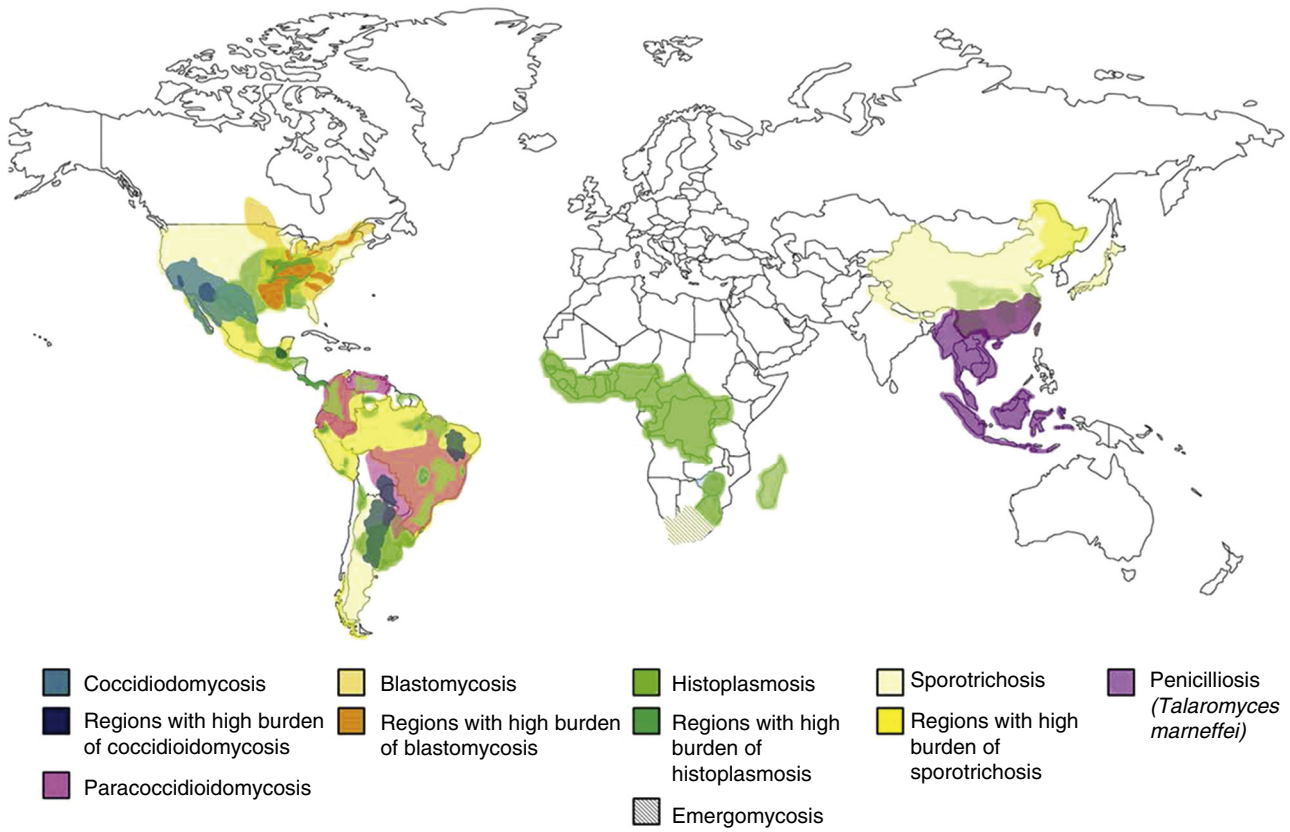 Coccidiodomycosis
Regions with high burden
of coccidioidomycosis
Paracoccidioidomycosis
Blastomycosis
Regions with high burden
of blastomycosis
Histoplasmosis
Regions with high
burden of
histoplasmosis
Emergomycosis
Sporotrichosis
Regions with high
burden of
sporotrichosis
Penicilliosis
(Talaromyces
marneffei)